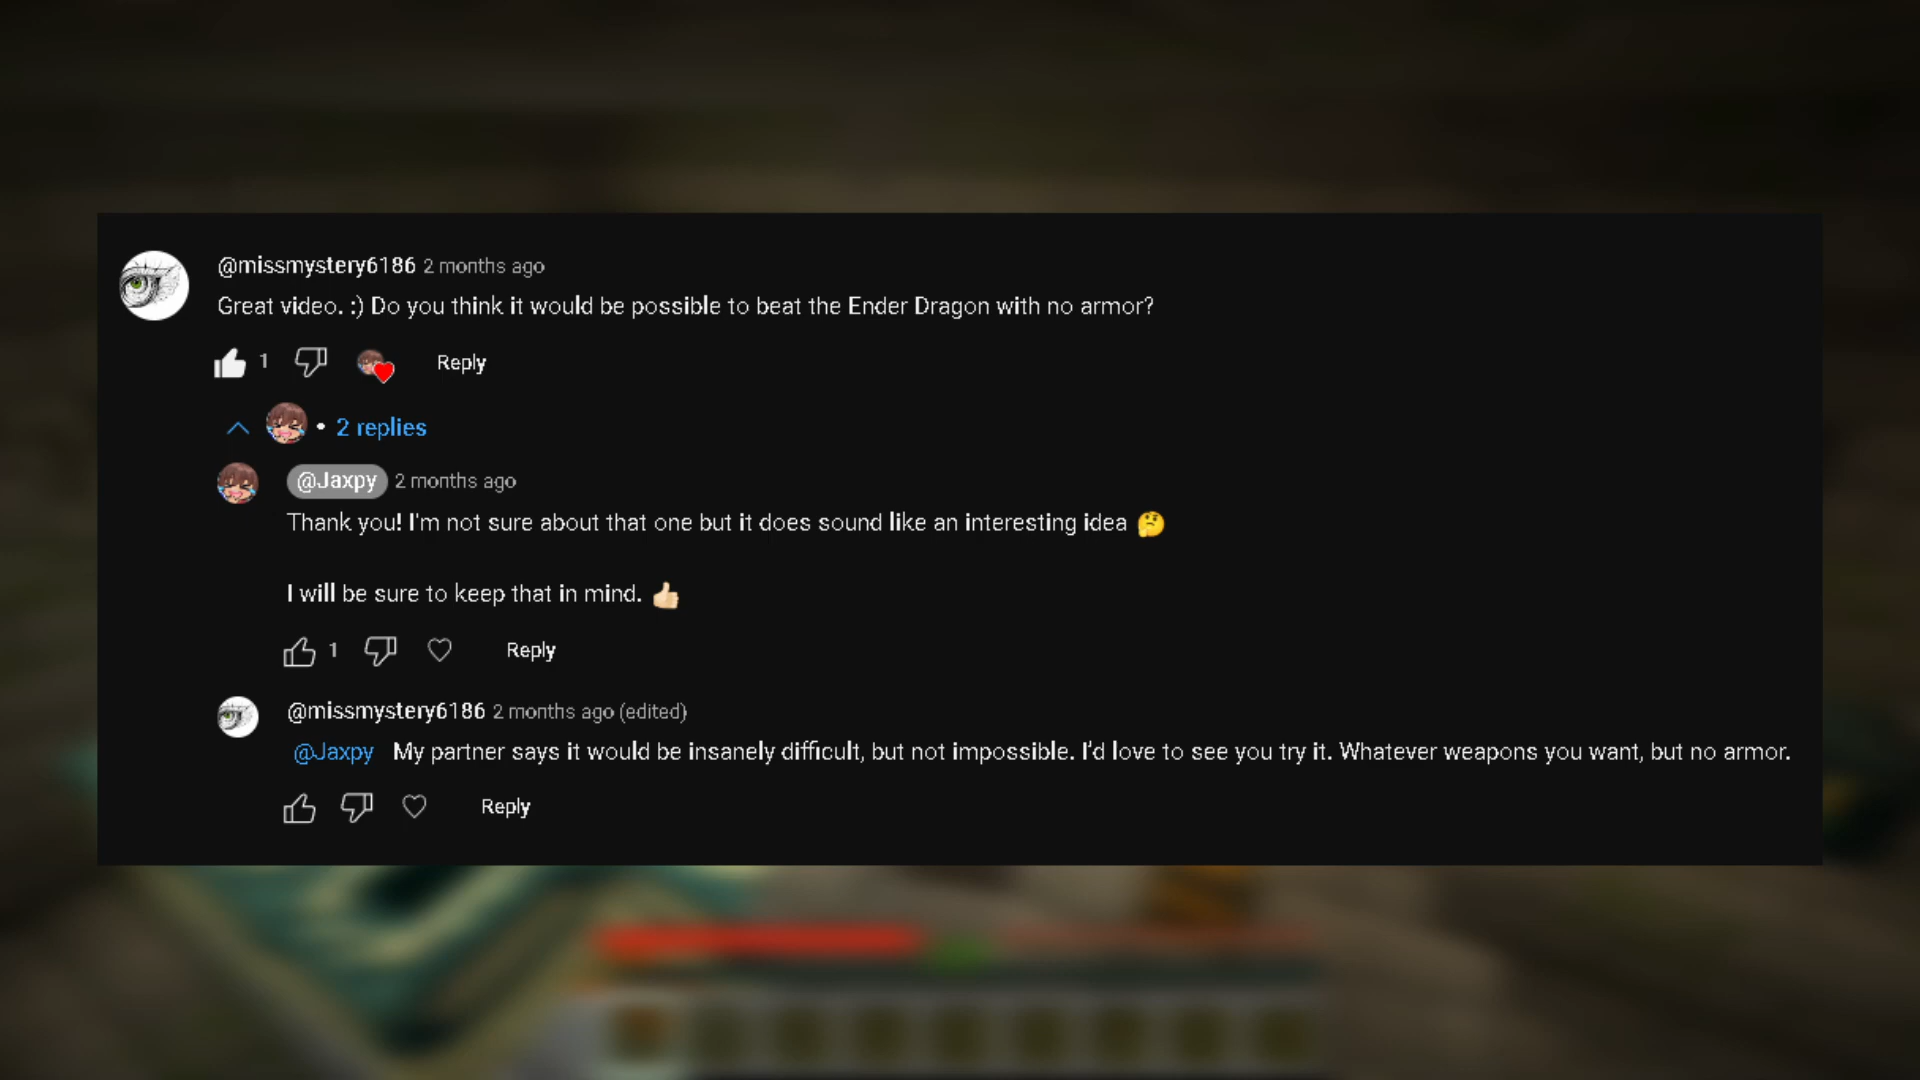 @missmystery6186 2 months ago
Great video. :) Do you think it would be possible to beat the Ender Dragon with no armor?
1 Reply
• 2 replies
@Jaxpy 2 months ago
Thank you! I'm not sure about that one but it does sound like an interesting idea 🤔
I will be sure to keep that in mind. 👍🏻
1 Reply
@missmystery6186 2 months ago (edited)
@Jaxpy My partner says it would be insanely difficult, but not impossible. I'd love to see you try it. Whatever weapons you want, but no armor.
Reply